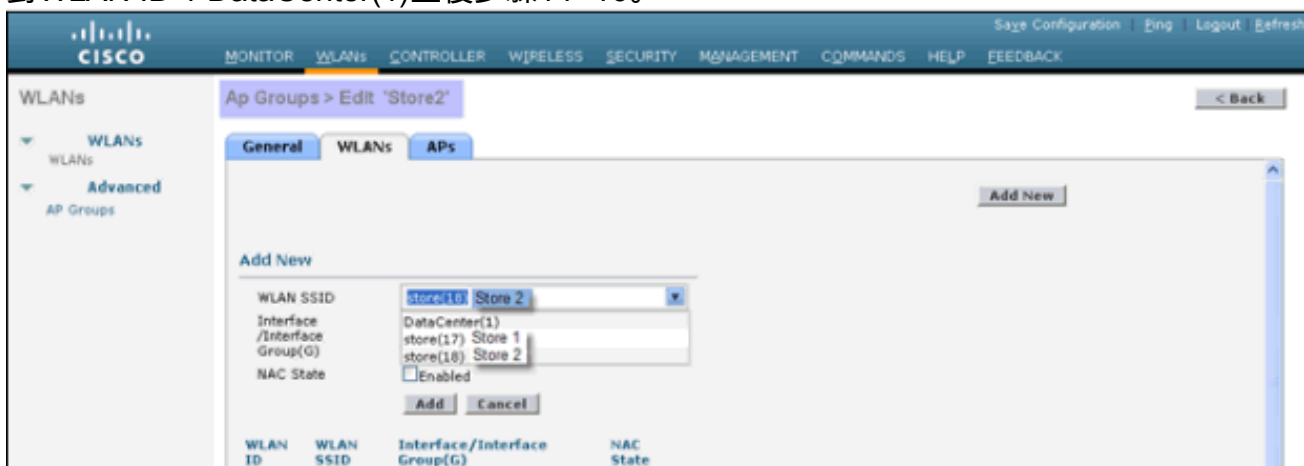 Save Configuration | Ping | Logout | Refresh
CISCO
MONITOR WLANs CONTROLLER WIRELESS SECURITY MANAGEMENT COMMANDS HELP FEEDBACK
WLANs
Ap Groups > Edit 'Store2'
< Back
WLANs
WLANs
Advanced
AP Groups
General WLANs APs
Add New
Add New
WLAN SSID
store(18) Store 2
Interface /Interface Group(G)
DataCenter(1)
store(17) Store 1
store(18) Store 2
NAC State
Enabled
Add Cancel
WLAN ID WLAN SSID Interface/Interface Group(G) NAC State